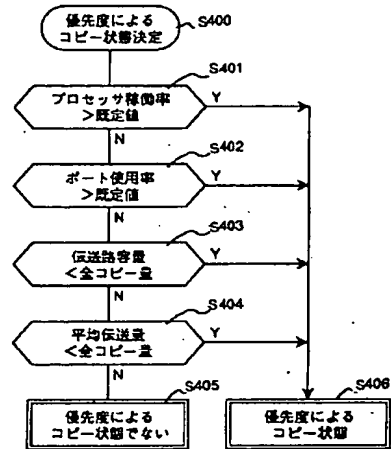 優先度による
コピー状態決定
S400
S401
プロセッサ稼働率
>既定値
Y
N
S402
ポート使用率
>既定値
Y
N
S403
伝送路容量
<全コピー量
Y
N
S404
平均伝送量
<全コピー量
Y
N
S405
優先度による
コピー状態でない
S406
優先度による
コピー状態